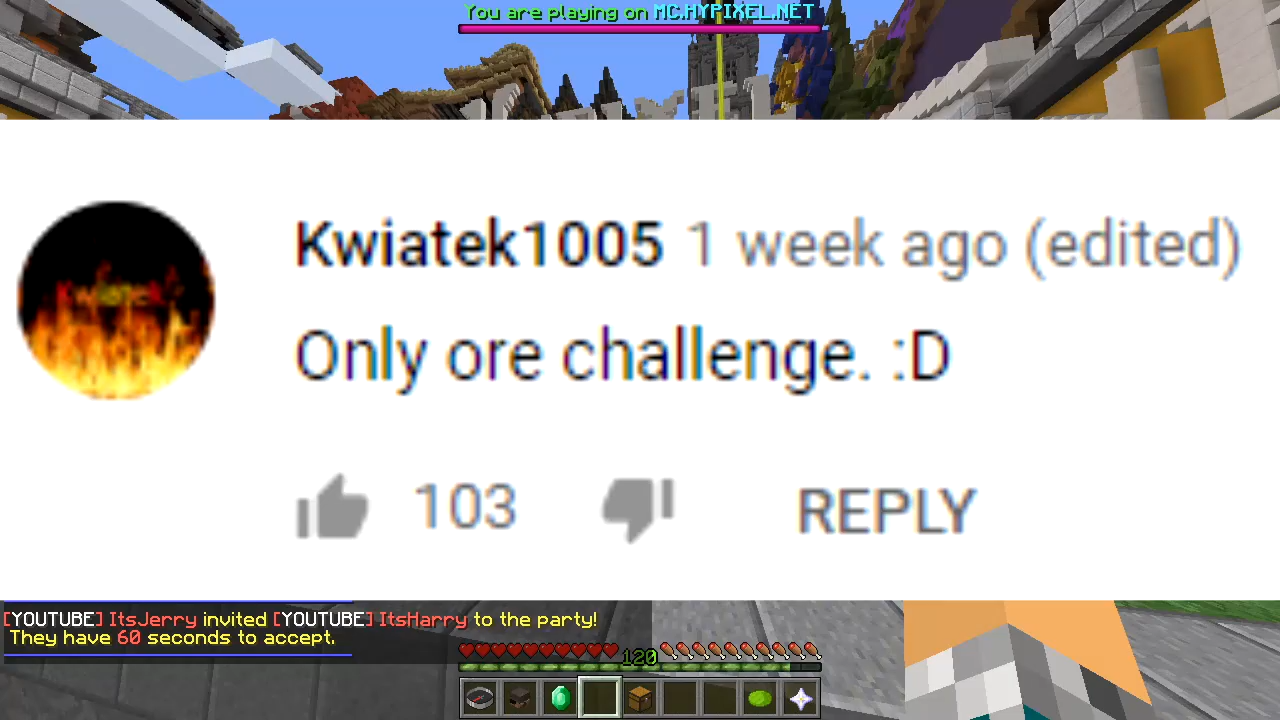 You are playing on MC.HYPIXEL.NET
Kwiatek1005 1 week ago (edited)
Only ore challenge. :D
103 REPLY
[YOUTUBE] ItsJerry invited [YOUTUBE] ItsHarry to the party!
They have 60 seconds to accept.
120